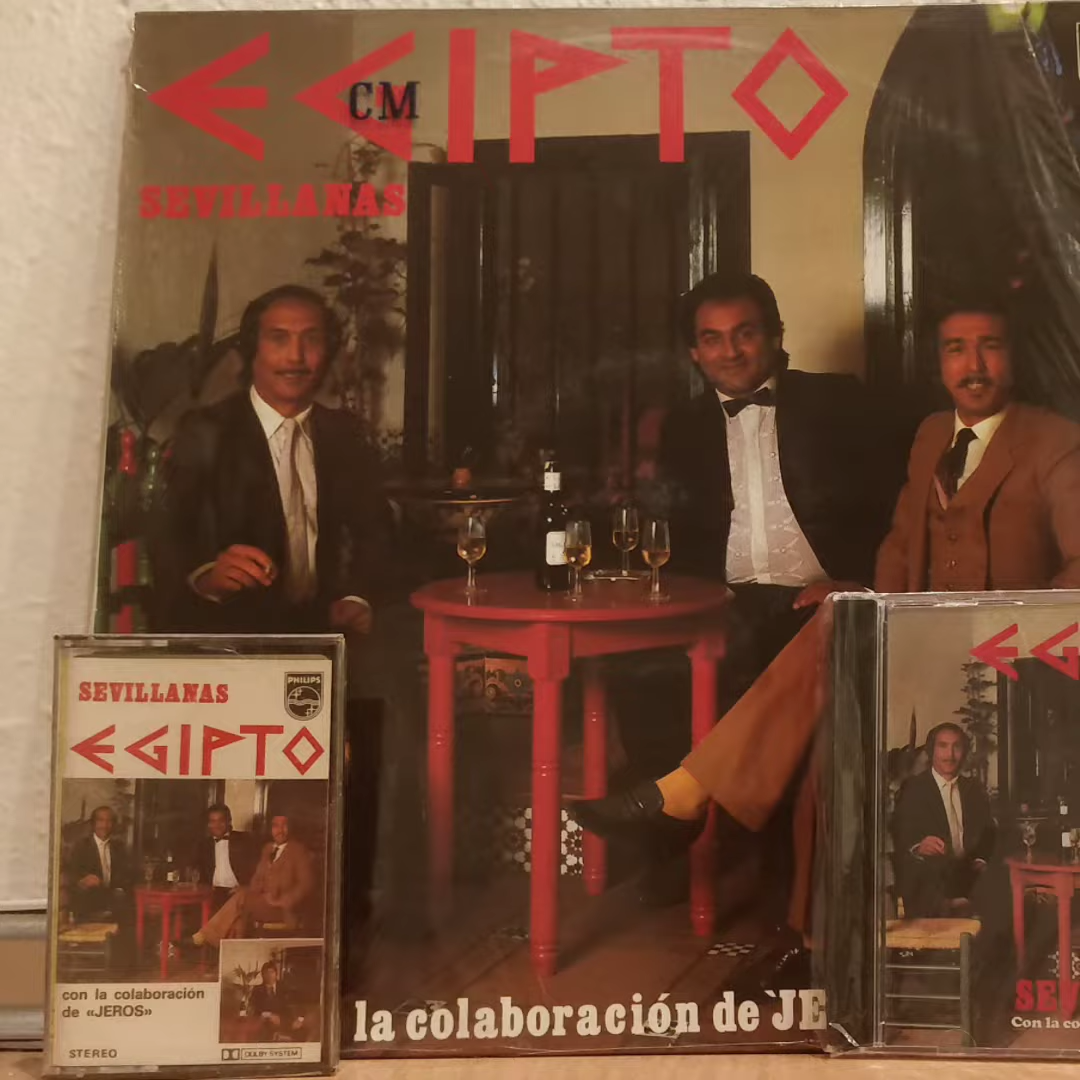 EGIPTO
CM
SEVILLANAS
la colaboración de `JE
SEVILLANAS
PHILIPS
EGIPTO
con la colaboración
de «JEROS»
STEREO
DOLBY SYSTEM
EG
SEV
Con la co